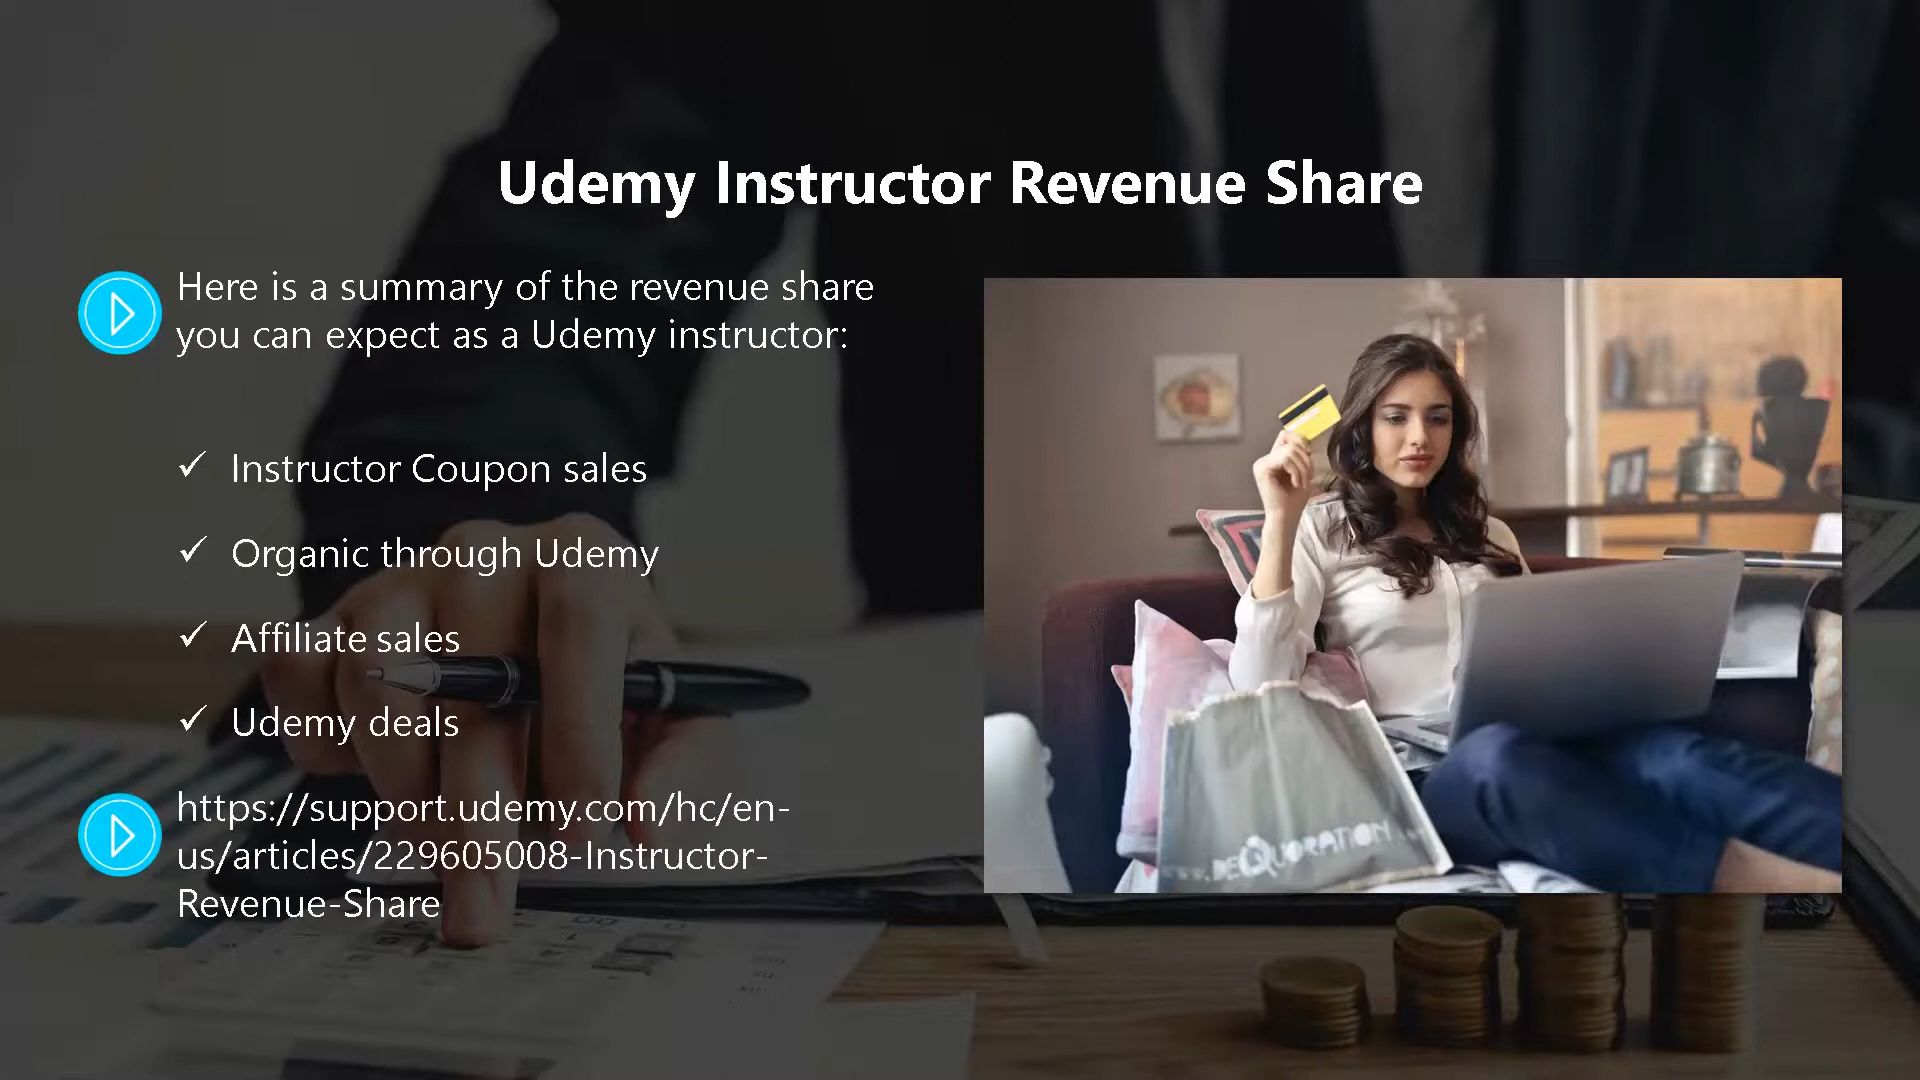 Udemy Instructor Revenue Share
Here is a summary of the revenue share
you can expect as a Udemy instructor:
✓ Instructor Coupon sales
✓ Organic through Udemy
✓ Affiliate sales
✓ Udemy deals
https://support.udemy.com/hc/en-
us/articles/229605008-Instructor-
Revenue-Share
DEQUORATION